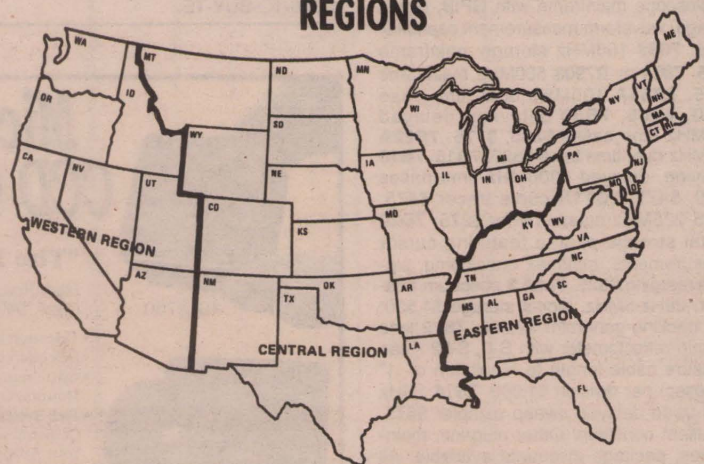 REGIONS
WA
MT
ND
MN
ME
OR
ID
SD
WI
VT
NH
NY
MA
CT
RI
WY
MI
PA
NJ
CA
NV
UT
NE
IA
IL
IN
OH
MD
D
CO
WV
WESTERN REGION
KS
MO
KY
VA
NC
AZ
NM
TX
OK
AR
TN
SC
MS
AL
GA
EASTERN REGION
CENTRAL REGION
LA
FL